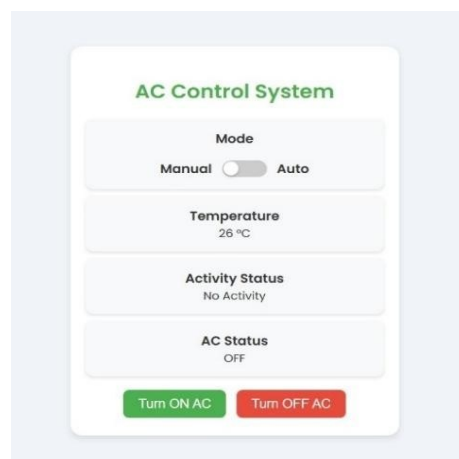 AC Control System
Mode
Manual Auto
Temperature
26 °C
Activity Status
No Activity
AC Status
OFF
Turn ON AC Turn OFF AC